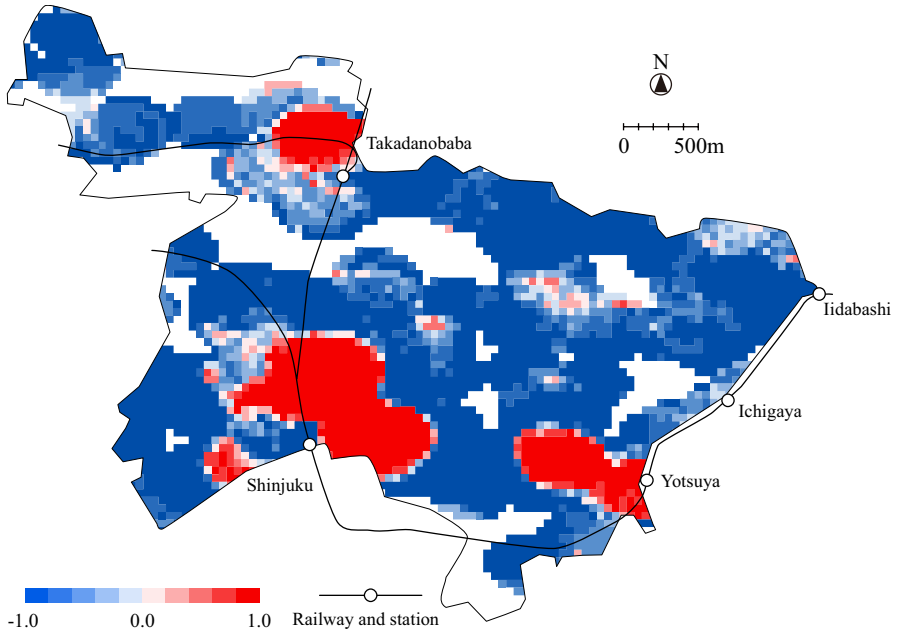 N
0 500m
Takadanobaba
Iidabashi
Ichigaya
Yotsuya
Shinjuku
-1.0 0.0 1.0
Railway and station